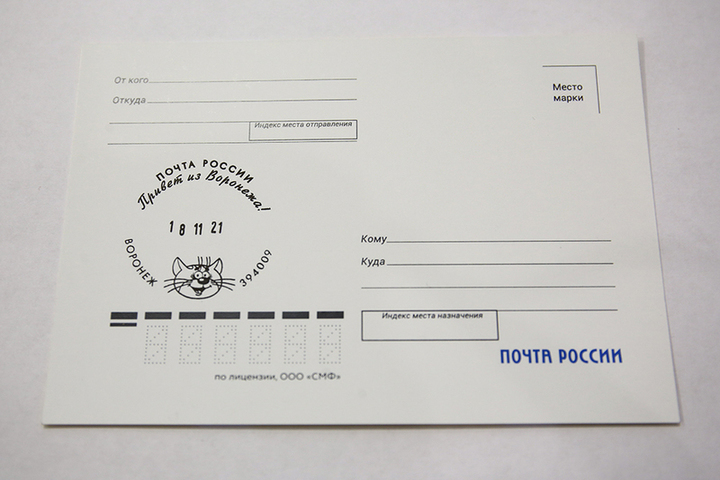 От кого
Откуда
Индекс места отправления
Место
марки
ПОЧТА РОССИИ
Привет из Воронежа!
18 11 21
ВОРОНЕЖ
394009
Кому
Куда
Индекс места назначения
ПОЧТА РОССИИ
по лицензии, ООО «СМФ»